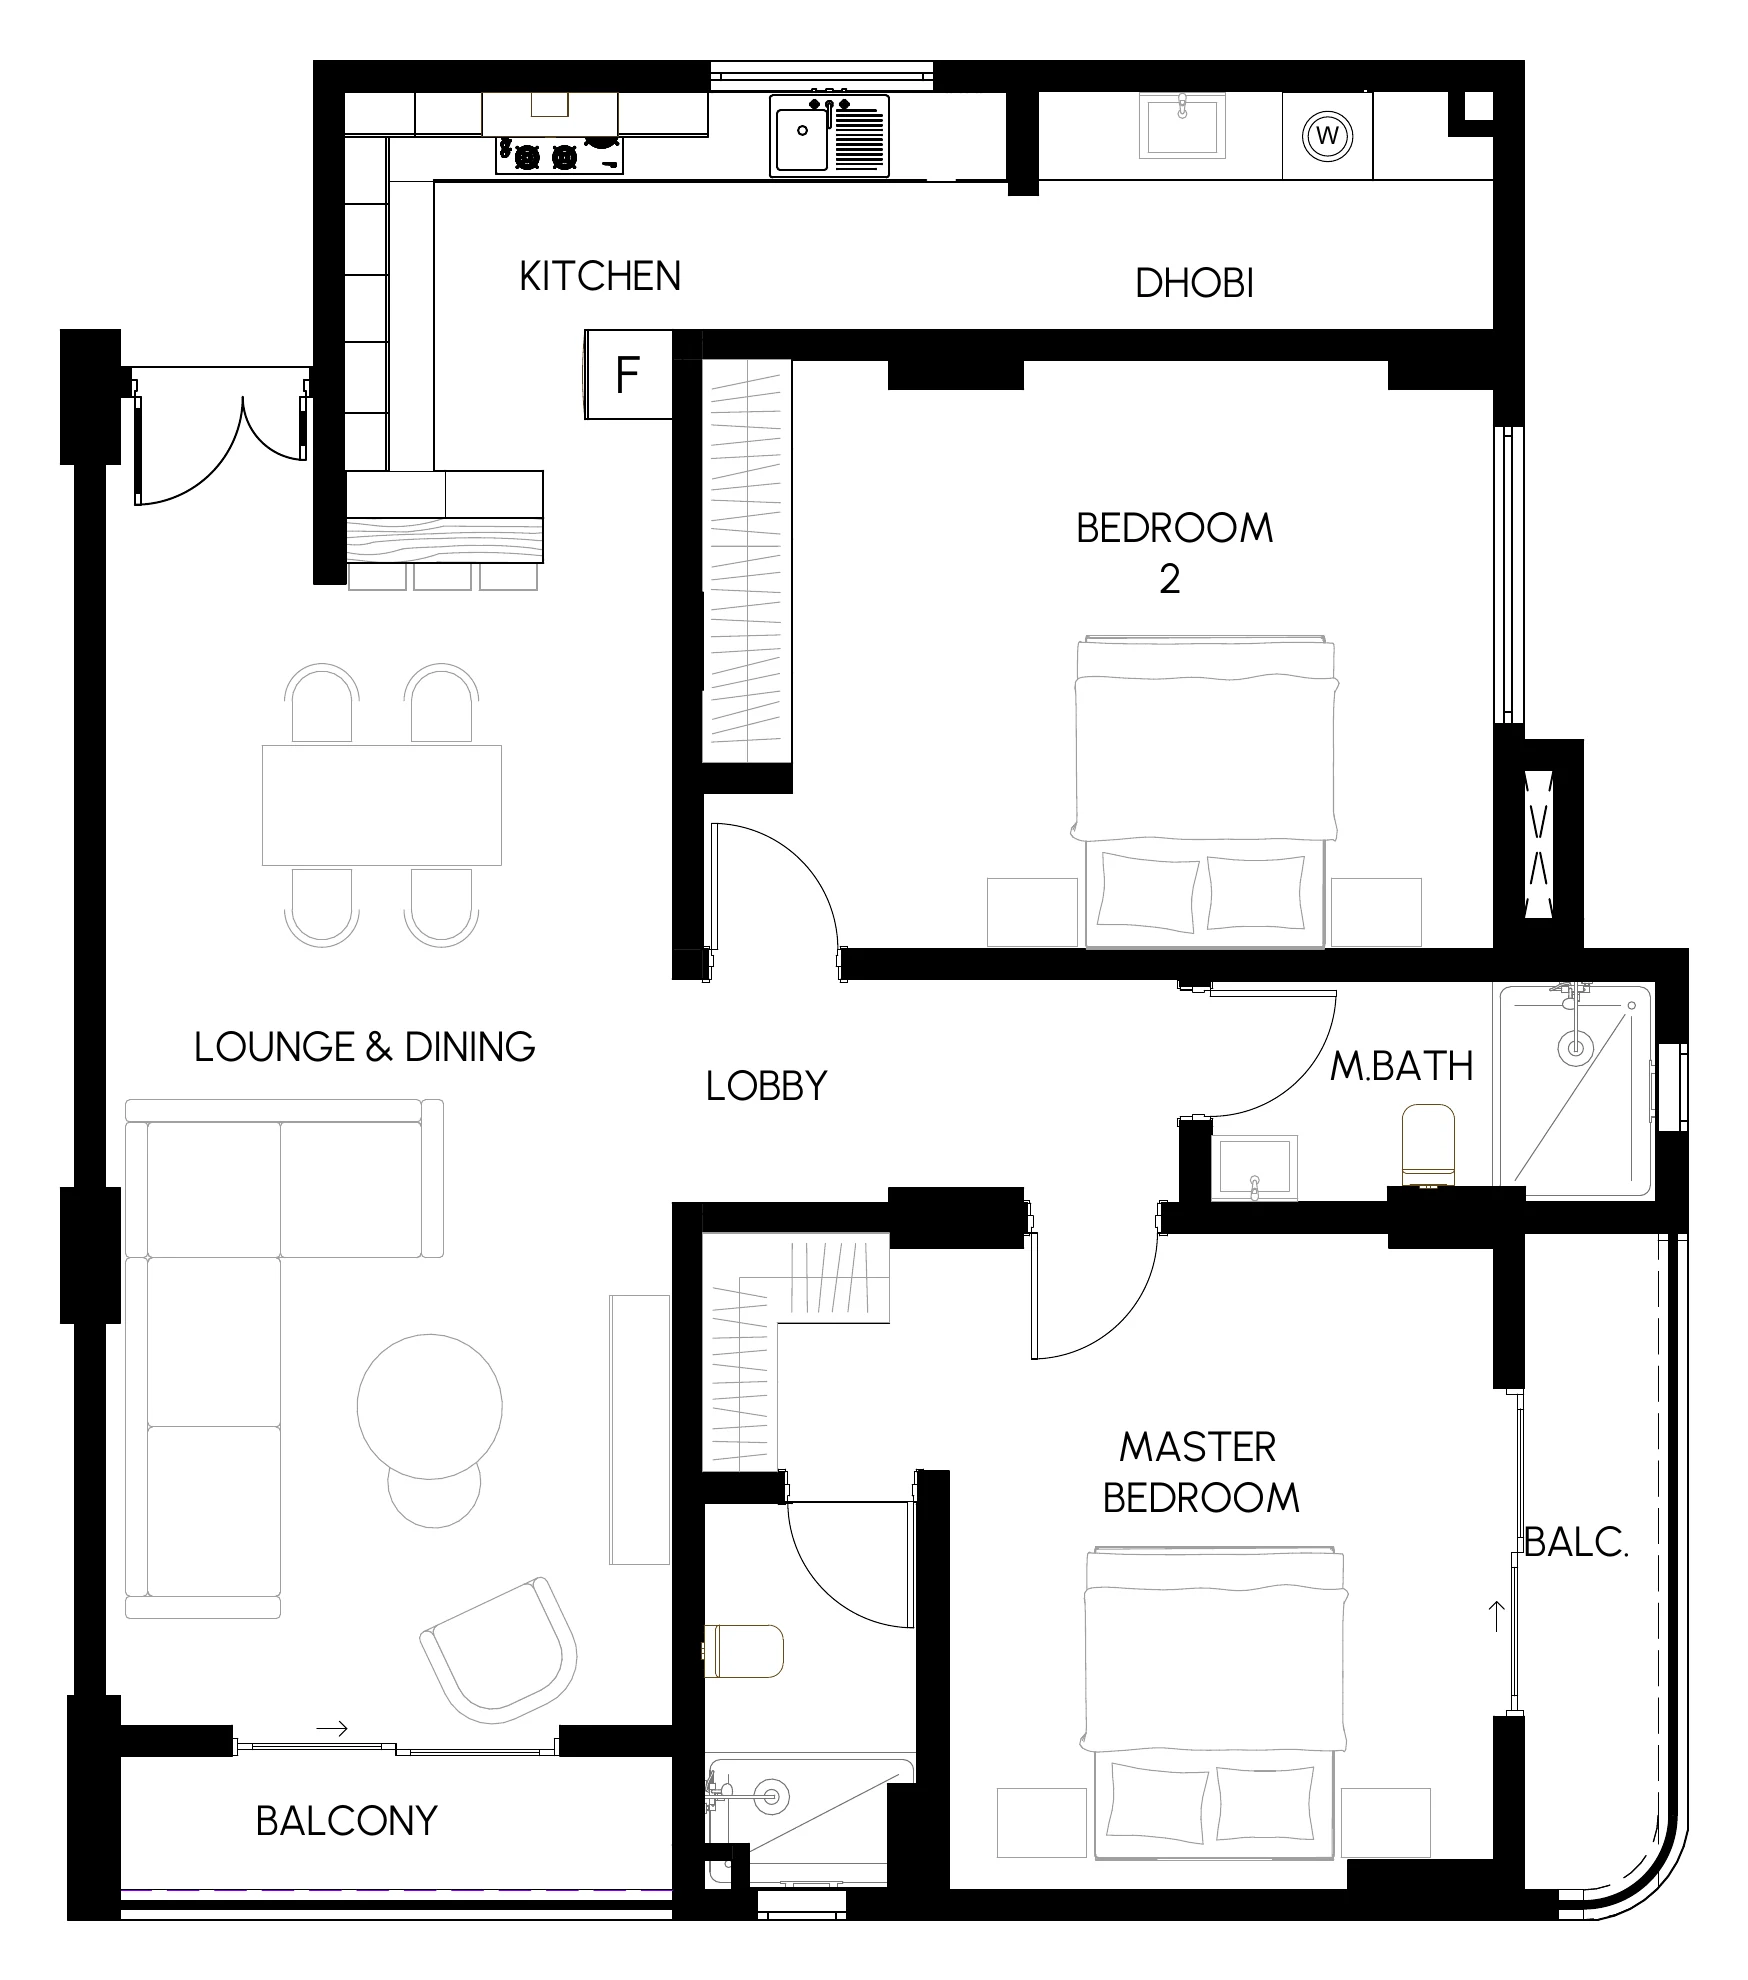 W
KITCHEN
DHOBI
F
BEDROOM
2
LOUNGE & DINING
LOBBY
M.BATH
MASTER
BEDROOM
BALC.
BALCONY